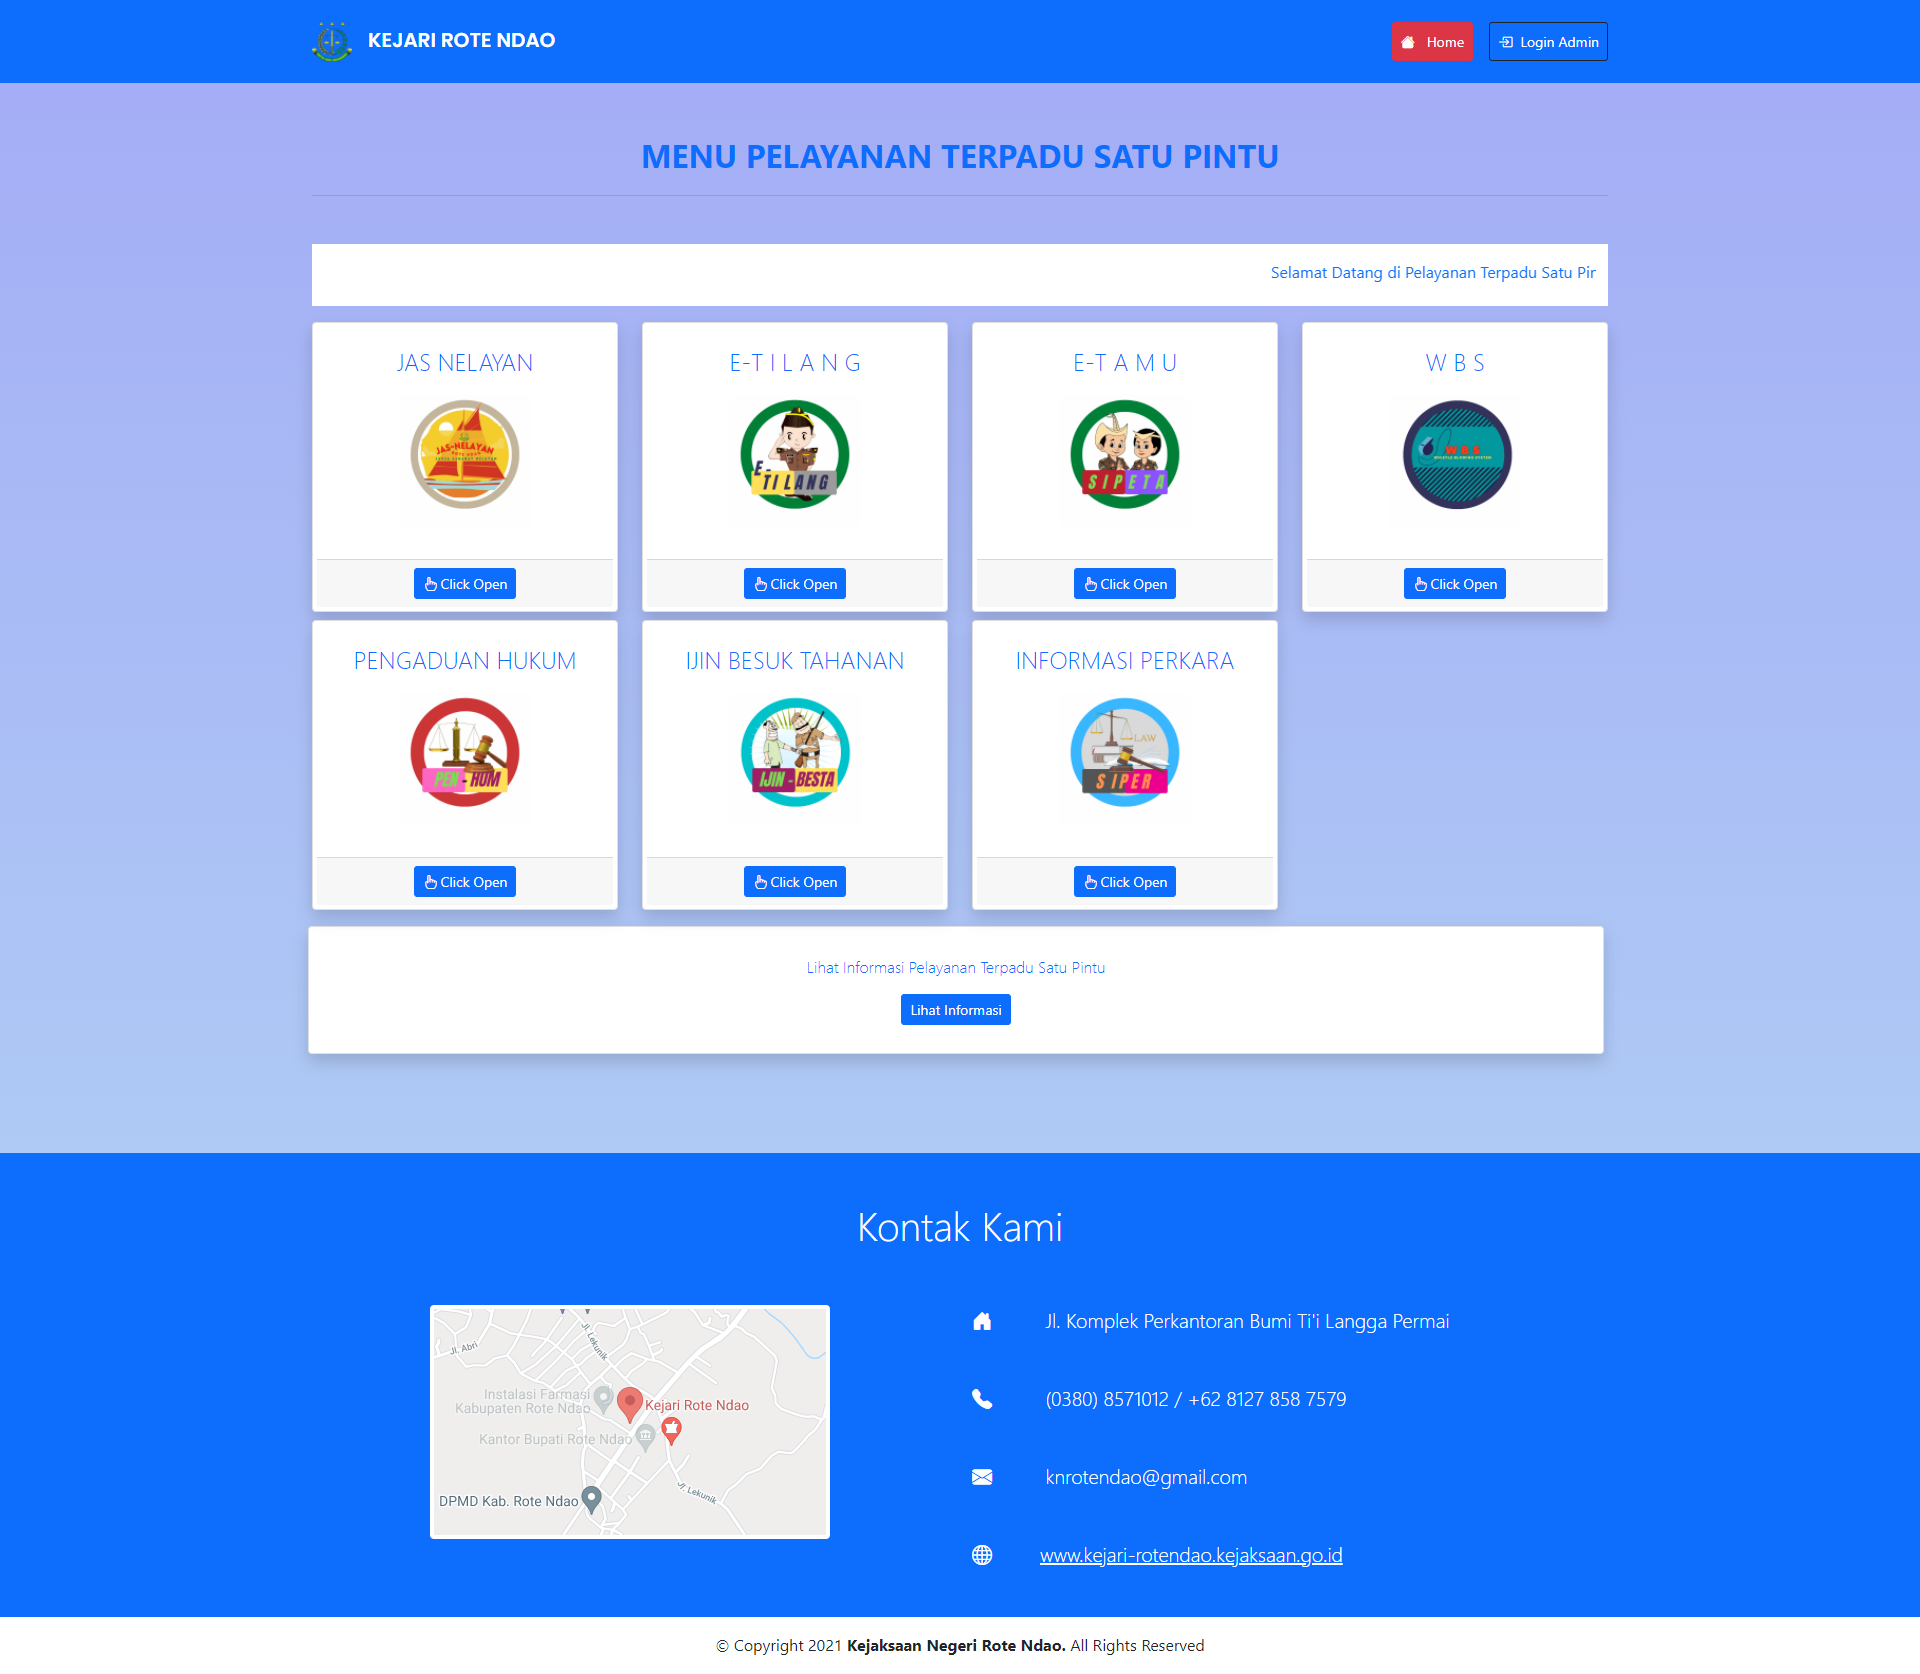 KEJARI ROTE NDAO
Home
Login Admin
MENU PELAYANAN TERPADU SATU PINTU
Selamat Datang di Pelayanan Terpadu Satu Pir
JAS NELAYAN
E-T I L A N G
E-T A M U
W B S
JAS-NELAYAN
E-
TILANG
SIPETA
WBS
Click Open
Click Open
Click Open
Click Open
PENGADUAN HUKUM
IJIN BESUK TAHANAN
INFORMASI PERKARA
PEN - HUM
IJIN - BESTA
LAW
SIPER
Click Open
Click Open
Click Open
Lihat Informasi Pelayanan Terpadu Satu Pintu
Lihat Informasi
Kontak Kami
Jl. Lekunik
Jl. Abri
Instalasi Farmasi
Kabupaten Rote Ndao
Kejari Rote Ndao
Kantor Bupati Rote Ndao
Jl. Lekunik
DPMD Kab. Rote Ndao
Jl. Komplek Perkantoran Bumi Ti'i Langga Permai
(0380) 8571012 / +62 8127 858 7579
knrotendao@gmail.com
www.kejari-rotendao.kejaksaan.go.id
© Copyright 2021 Kejaksaan Negeri Rote Ndao. All Rights Reserved